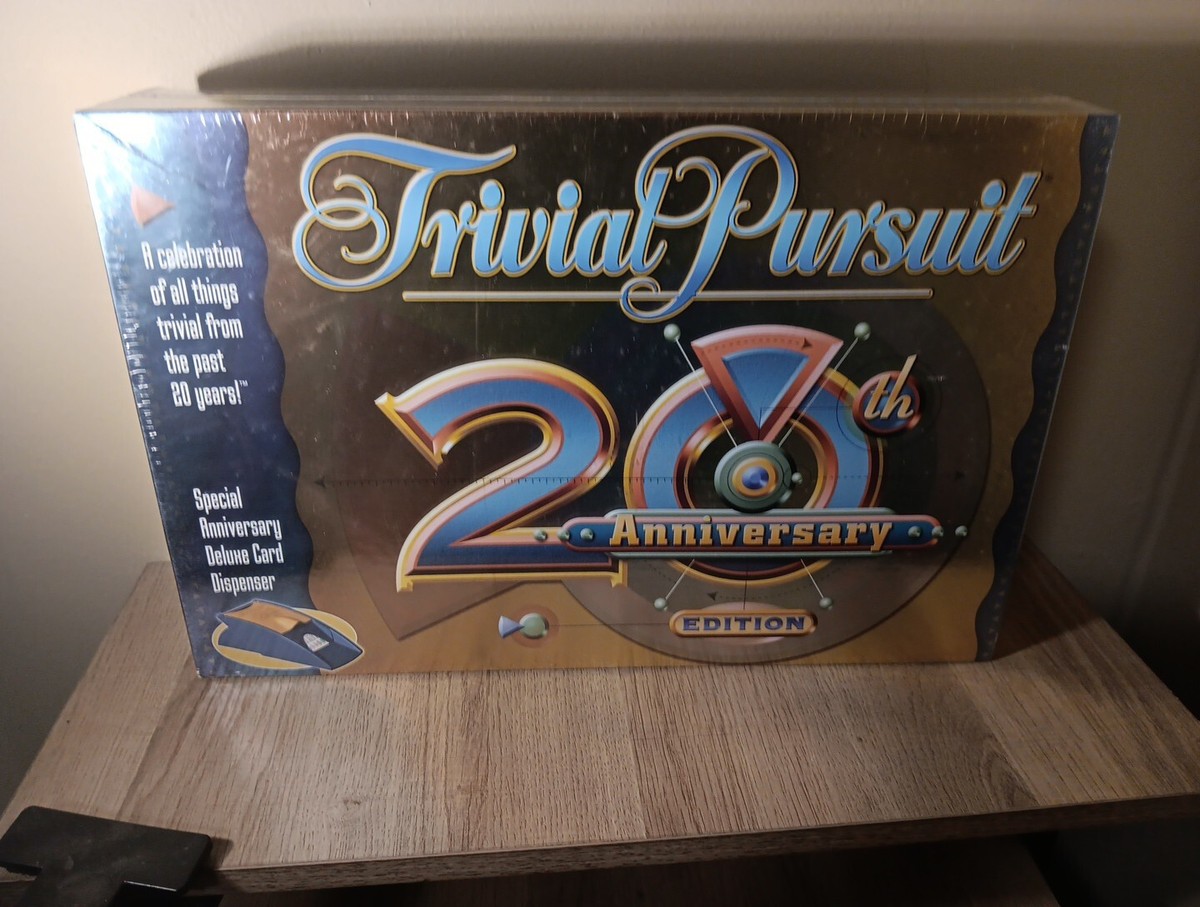 Trivial Pursuit
A celebration
of all things
trivial from
the past
20 years!™
20th
Anniversary
EDITION
Special
Anniversary
Deluxe Card
Dispenser